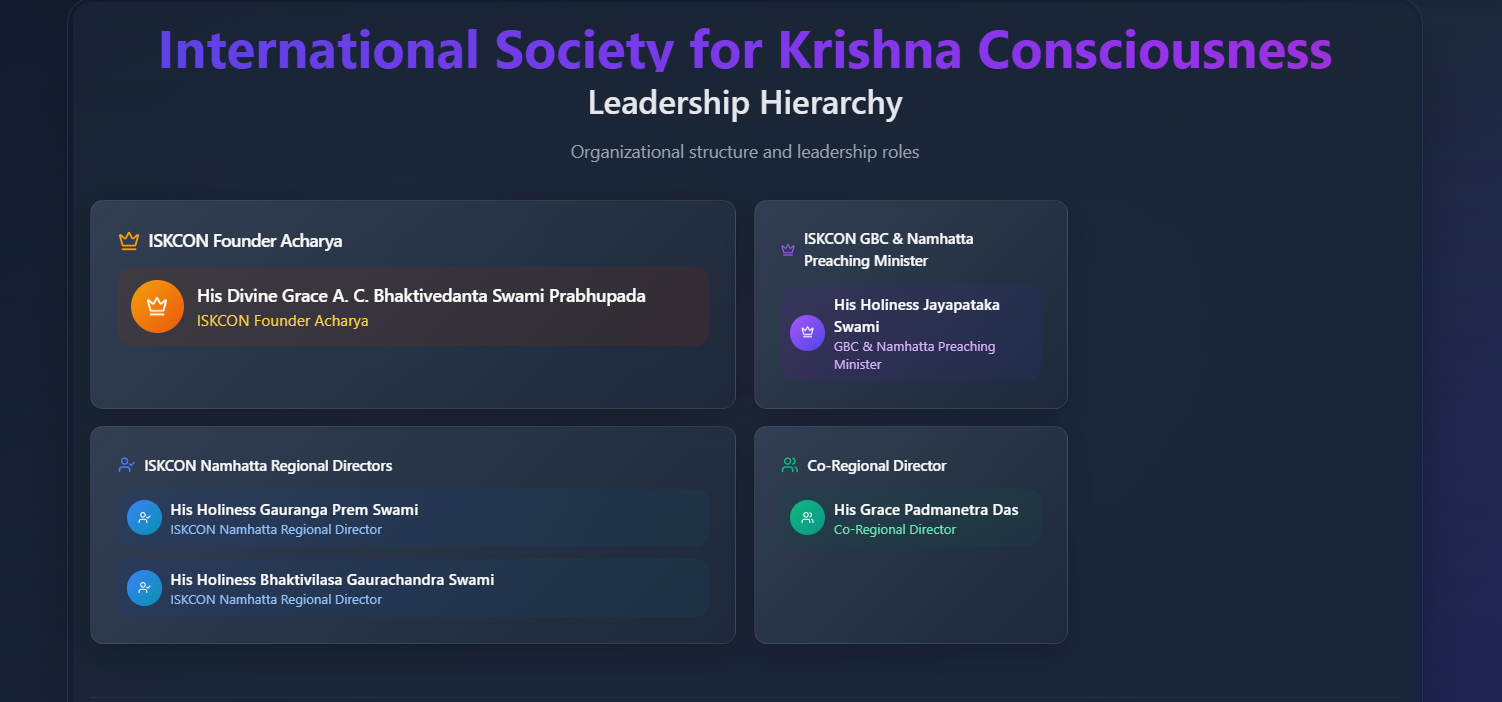 International Society for Krishna Consciousness
Leadership Hierarchy
Organizational structure and leadership roles
ISKCON Founder Acharya
His Divine Grace A. C. Bhaktivedanta Swami Prabhupada
ISKCON Founder Acharya
ISKCON GBC & Namhatta
Preaching Minister
His Holiness Jayapataka
Swami
GBC & Namhatta Preaching
Minister
ISKCON Namhatta Regional Directors
His Holiness Gauranga Prem Swami
ISKCON Namhatta Regional Director
His Holiness Bhaktivilasa Gaurachandra Swami
ISKCON Namhatta Regional Director
Co-Regional Director
His Grace Padmanetra Das
Co-Regional Director